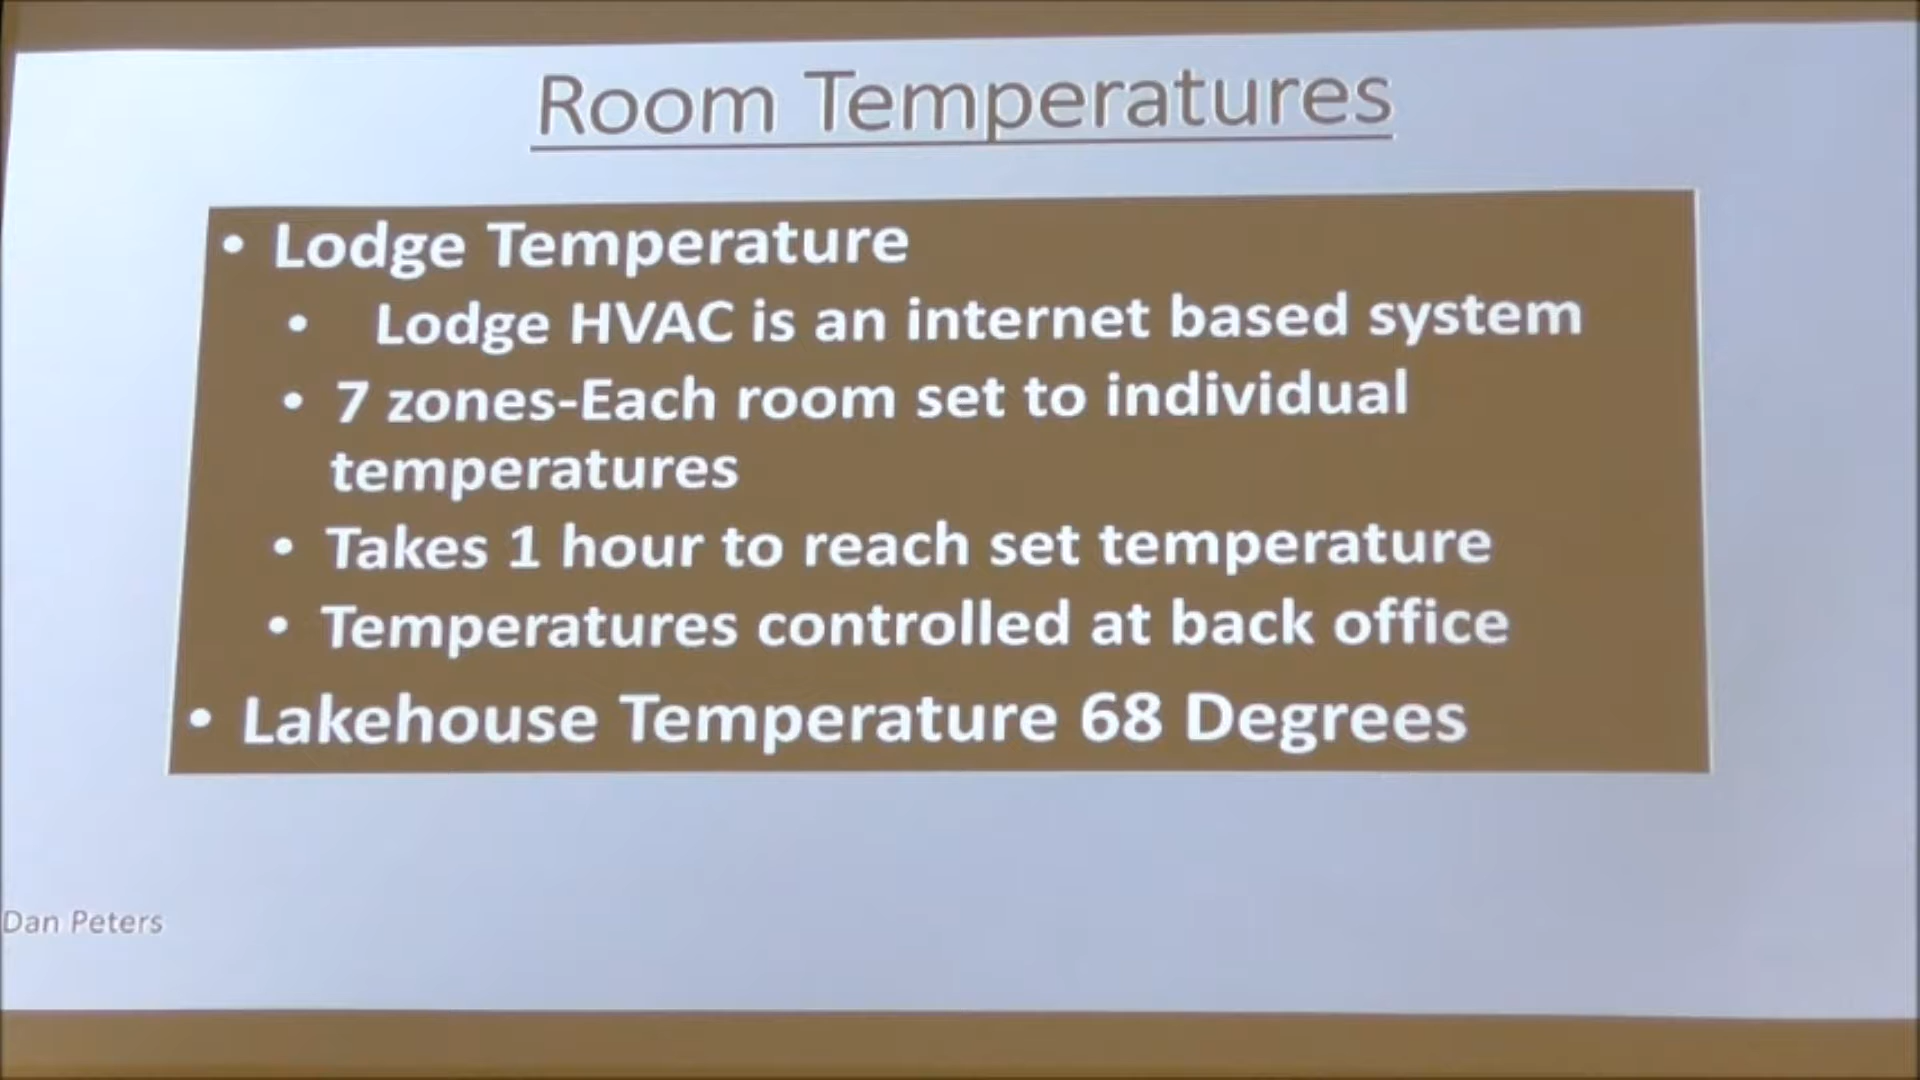 Room Temperatures
• Lodge Temperature
• Lodge HVAC is an internet based system
• 7 zones-Each room set to individual
temperatures
• Takes 1 hour to reach set temperature
• Temperatures controlled at back office
• Lakehouse Temperature 68 Degrees
Dan Peters